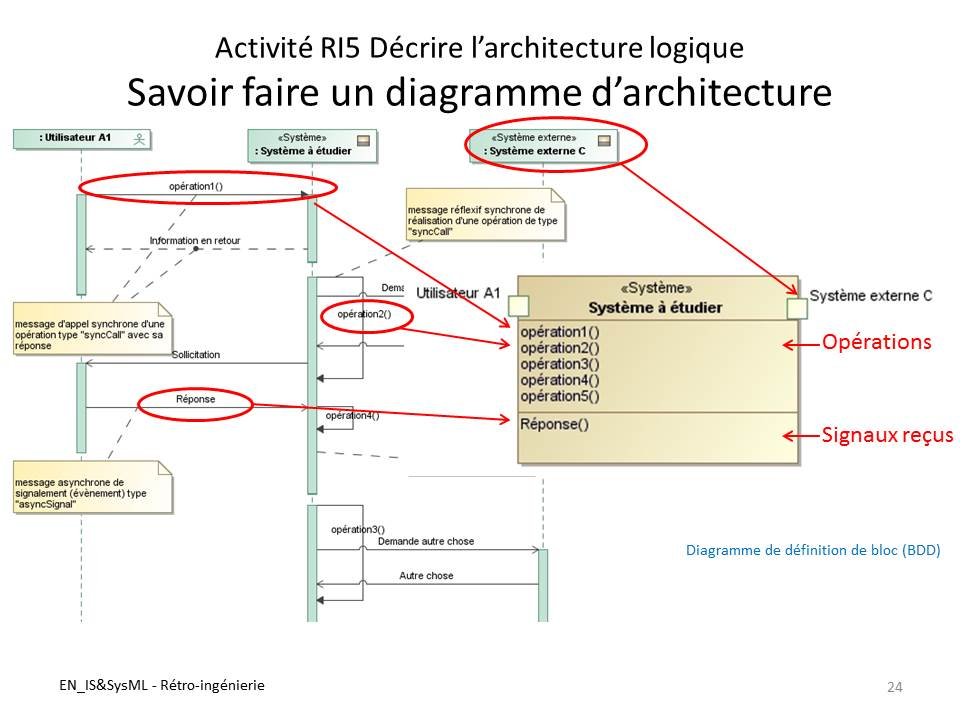 Activité RI5 Décrire l’architecture logique
Savoir faire un diagramme d’architecture
: Utilisateur A1
«Système»
: Système à étudier
«Système externe»
: Système externe C
opération1()
message réflexif synchrone de
réalisation d'une opération de type
"syncCall"
Information en retour
Utilisateur A1
«Système»
Système à étudier
Système externe C
opération1()
opération2()
opération3()
opération4()
opération5()
Opérations
Réponse()
Signaux reçus
message d'appel synchrone d'une
opération type "syncCall" avec sa
réponse
opération2()
Sollicitation
Réponse
opération4()
message asynchrone de
signalement (évènement) type
"asyncSignal"
opération3()
Demande autre chose
Autre chose
Diagramme de définition de bloc (BDD)
EN_IS&SysML - Rétro-ingénierie
24